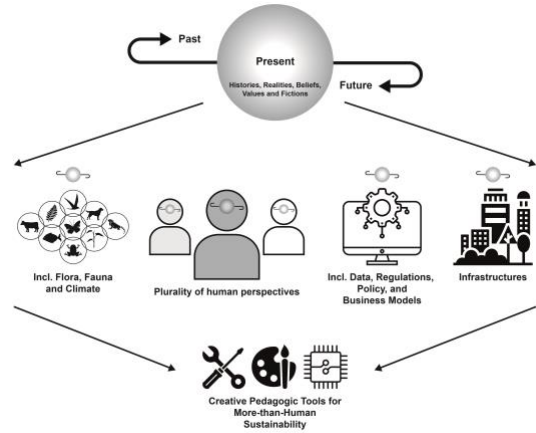 Past
Present
Histories, Realities, Beliefs,
Values and Fictions
Future
Incl. Flora, Fauna
and Climate
Plurality of human perspectives
Incl. Data, Regulations,
Policy, and
Business Models
Infrastructures
Creative Pedagogic Tools for
More-than-Human
Sustainability